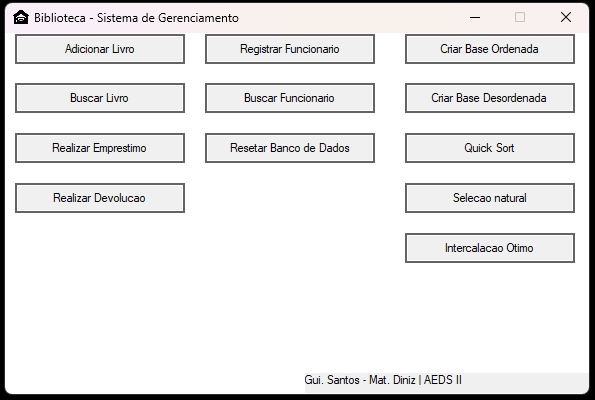 Biblioteca - Sistema de Gerenciamento
Adicionar Livro
Registrar Funcionario
Criar Base Ordenada
Buscar Livro
Buscar Funcionario
Criar Base Desordenada
Realizar Emprestimo
Resetar Banco de Dados
Quick Sort
Realizar Devolucao
Selecao natural
Intercalacao Otimo
Gui. Santos - Mat. Diniz | AEDS II